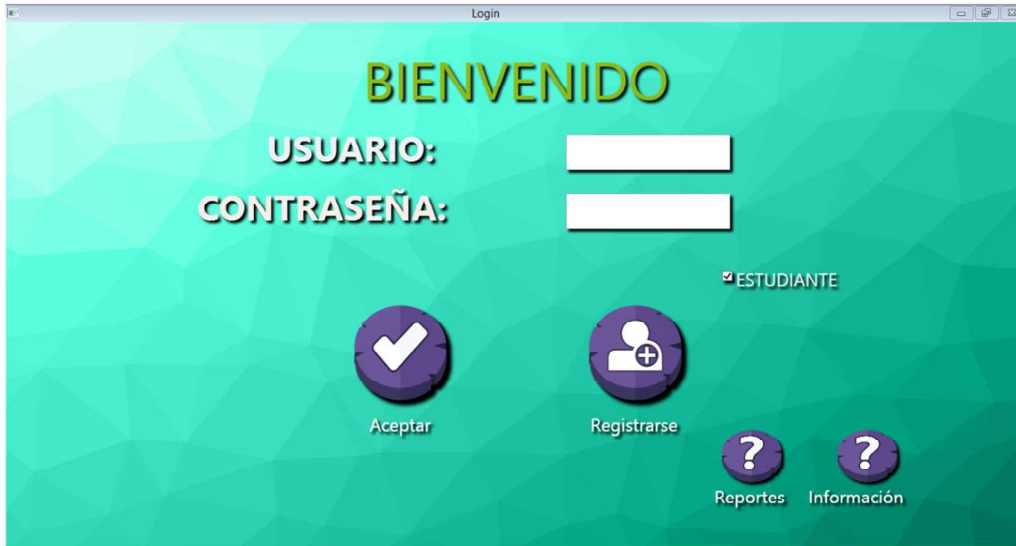 Login
BIENVENIDO
USUARIO:
CONTRASEÑA:
ESTUDIANTE
Aceptar
Registrarse
Reportes
Información